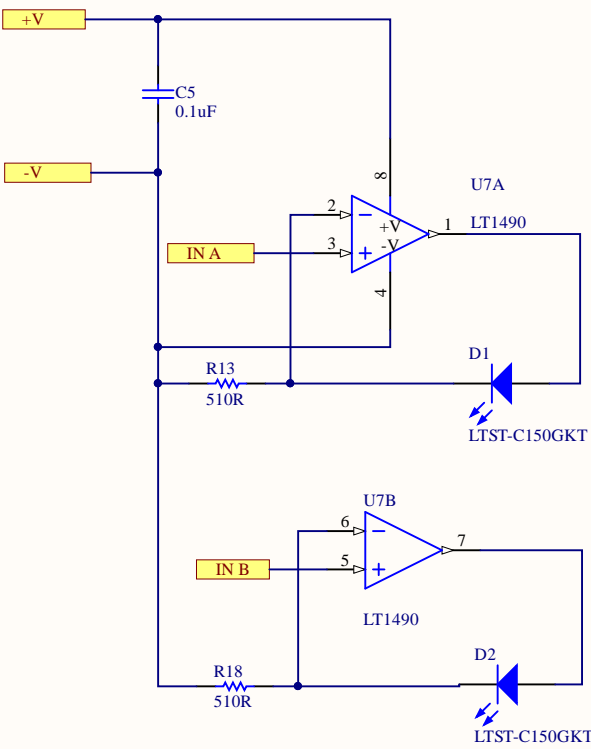 +V
C5
0.1uF
-V
8
U7A
2
1
LT1490
+V
-V
3
IN A
4
D1
R13
510R
LTST-C150GKT
U7B
6
7
5
IN B
LT1490
D2
R18
510R
LTST-C150GKT